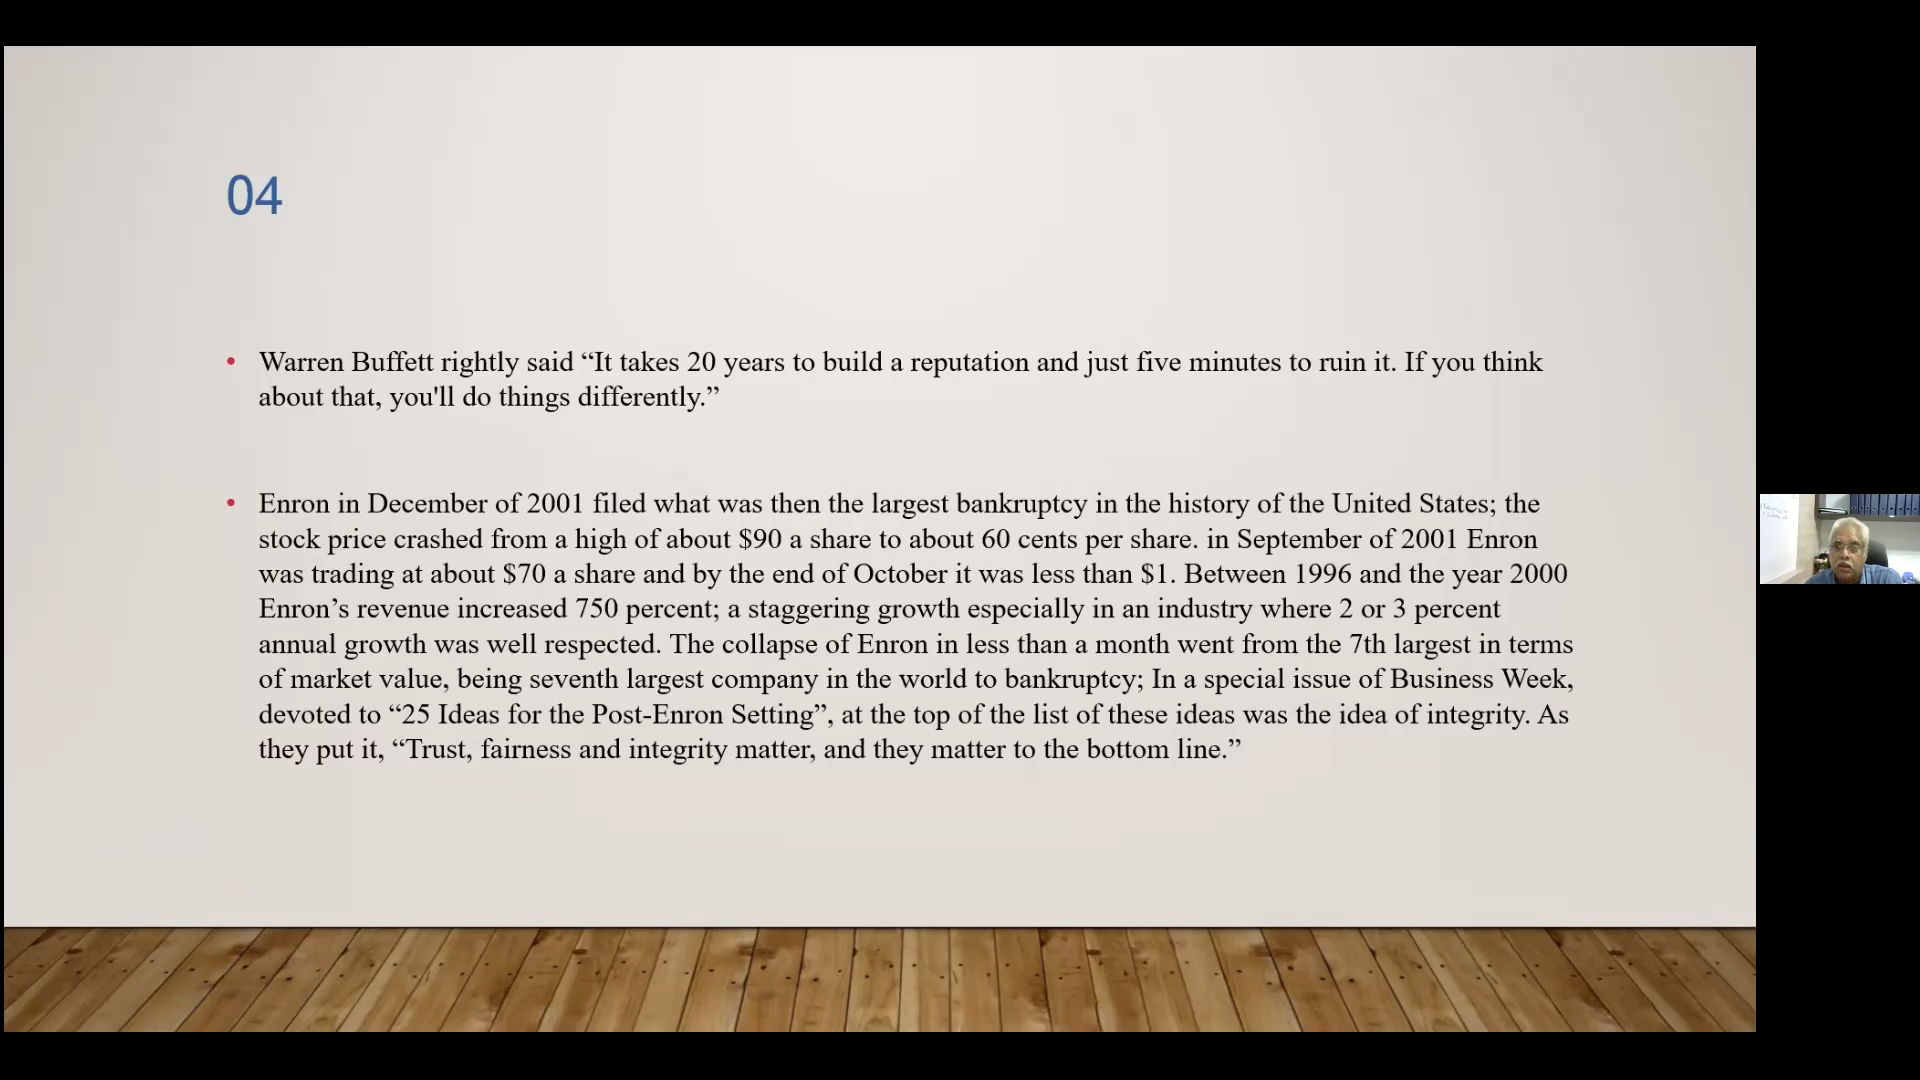 04
• Warren Buffett rightly said “It takes 20 years to build a reputation and just five minutes to ruin it. If you think
about that, you'll do things differently.”
• Enron in December of 2001 filed what was then the largest bankruptcy in the history of the United States; the
stock price crashed from a high of about $90 a share to about 60 cents per share. in September of 2001 Enron
was trading at about $70 a share and by the end of October it was less than $1. Between 1996 and the year 2000
Enron’s revenue increased 750 percent; a staggering growth especially in an industry where 2 or 3 percent
annual growth was well respected. The collapse of Enron in less than a month went from the 7th largest in terms
of market value, being seventh largest company in the world to bankruptcy; In a special issue of Business Week,
devoted to “25 Ideas for the Post-Enron Setting”, at the top of the list of these ideas was the idea of integrity. As
they put it, “Trust, fairness and integrity matter, and they matter to the bottom line.”